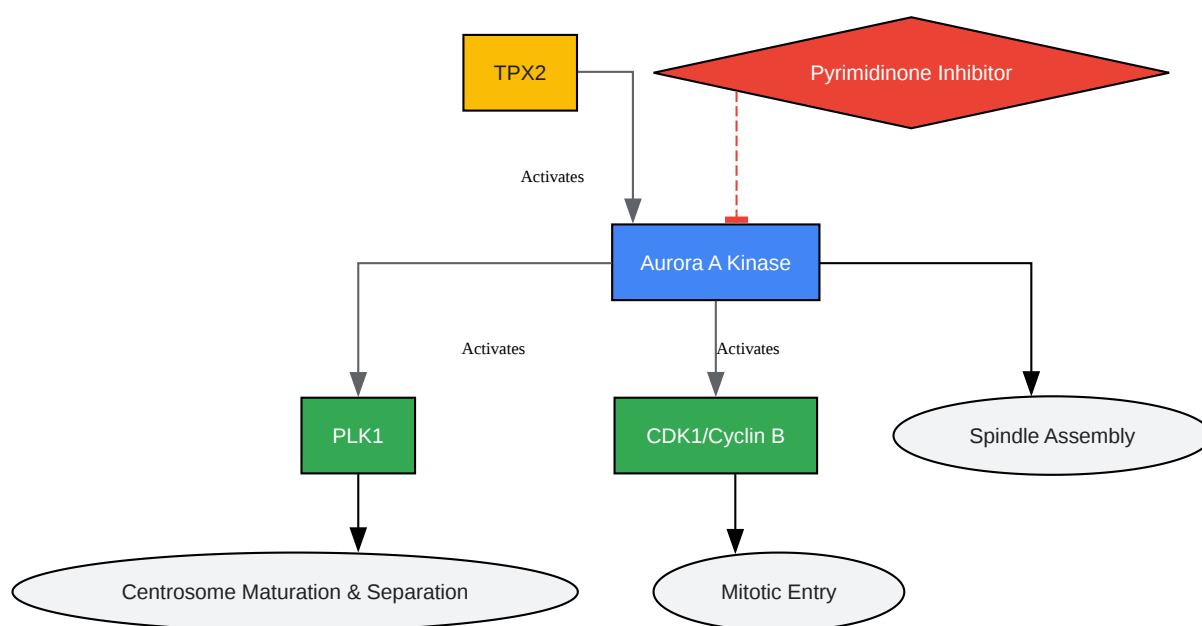 TPX2
Pyrimidinone Inhibitor
Activates
Aurora A Kinase
Activates
Activates
PLK1
CDK1/Cyclin B
Spindle Assembly
Centrosome Maturation & Separation
Mitotic Entry